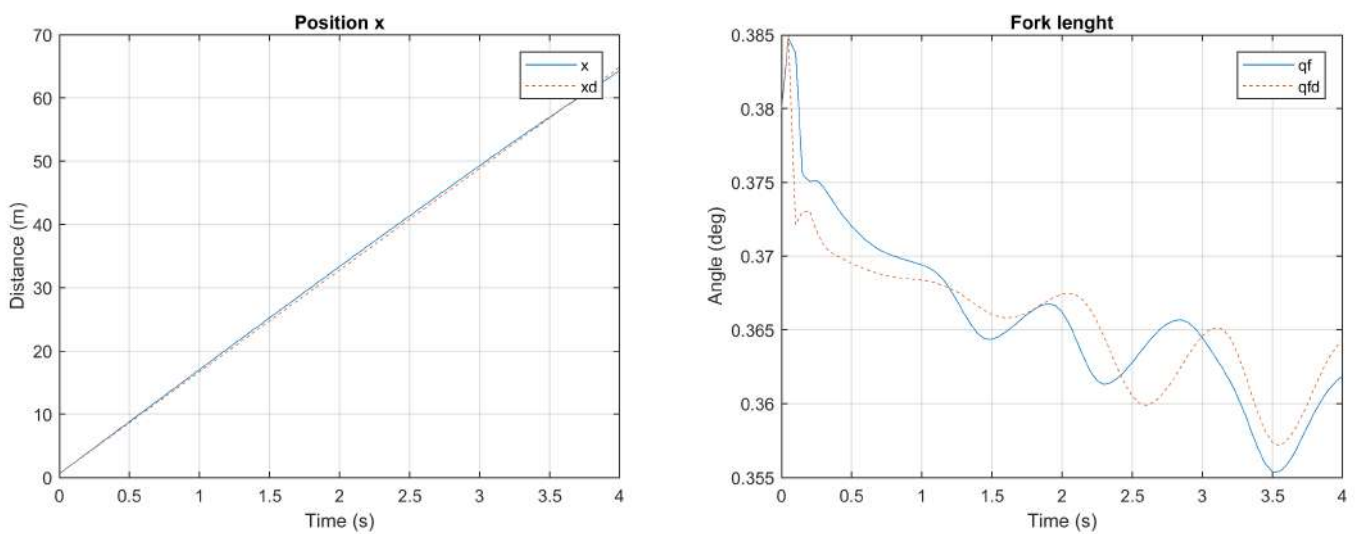 Position x
70
60
50
40
30
20
10
0
Distance (m)
x
xd
0 0.5 1 1.5 2 2.5 3 3.5 4
Time (s)
Fork lenght
0.385
0.38
0.375
0.37
0.365
0.36
0.355
Angle (deg)
qf
qfd
0 0.5 1 1.5 2 2.5 3 3.5 4
Time (s)